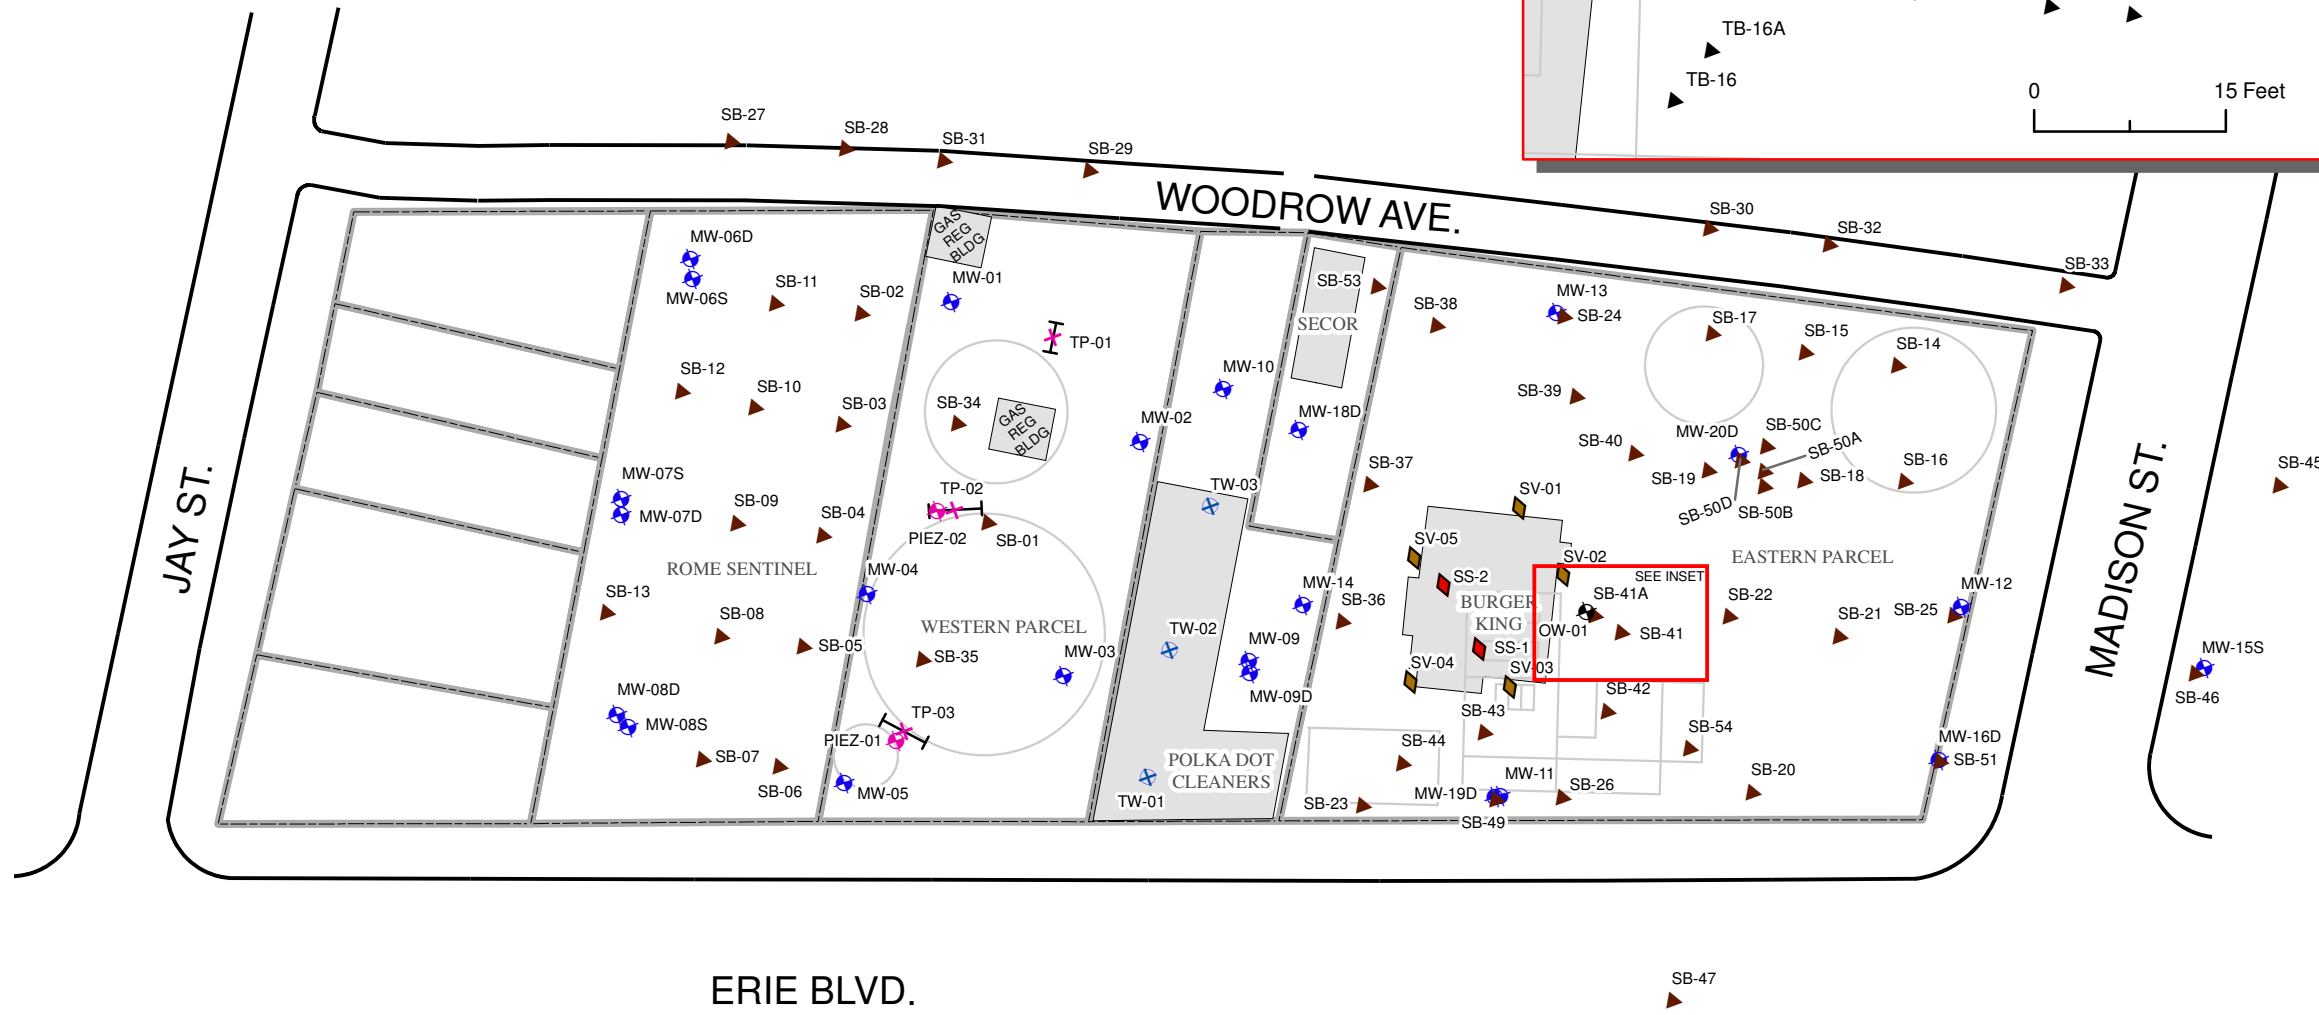 TB-16A
TB-16
0 15 Feet
SB-27
SB-28
SB-31
SB-29
WOODROW AVE.
SB-30
SB-32
SB-33
GAS
REG
BLDG
MW-06D
MW-06S
SB-11
SB-02
MW-01
TP-01
SB-53
SECOR
SB-38
MW-13
SB-24
SB-17
SB-15
SB-14
SB-12
SB-10
SB-03
SB-34
GAS
REG
BLDG
MW-02
MW-10
MW-18D
SB-39
SB-40
MW-20D
SB-50C
SB-50A
SB-19
SB-18
SB-16
SB-50D
SB-50B
SB-45
JAY ST.
MADISON ST.
MW-07S
MW-07D
SB-09
SB-04
TP-02
PIEZ-02
SB-01
TW-03
SB-37
SV-01
SV-05
SV-02
EASTERN PARCEL
ROME SENTINEL
MW-04
SB-13
SB-08
SB-05
WESTERN PARCEL
SB-35
MW-03
TW-02
MW-14
SB-36
MW-09
MW-09D
SS-2
BURGER
KING
SS-1
SV-04
SV-03
SEE INSET
SB-41A
OW-01
SB-41
SB-22
SB-21
SB-25
MW-12
MW-15S
SB-46
MW-08D
MW-08S
SB-07
SB-06
TP-03
PIEZ-01
MW-05
POLKA DOT
CLEANERS
TW-01
SB-42
SB-43
SB-44
SB-54
SB-23
MW-19D
MW-11
SB-49
SB-26
SB-20
MW-16D
SB-51
ERIE BLVD.
SB-47